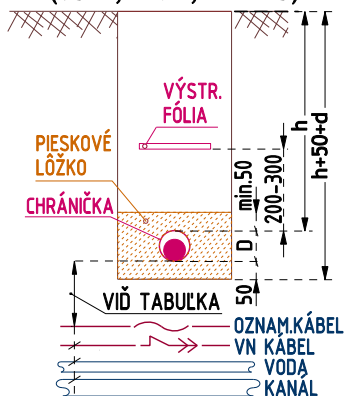 VÝSTR.
FÓLIA
PIESKOVÉ
LÔŽKO
CHRÁNIČKA
min.50
200-300
h
h+50+d
D
50
VIĎ TABUĽKA
OZNAM.KÁBEL
VN KÁBEL
VODA
KANÁL